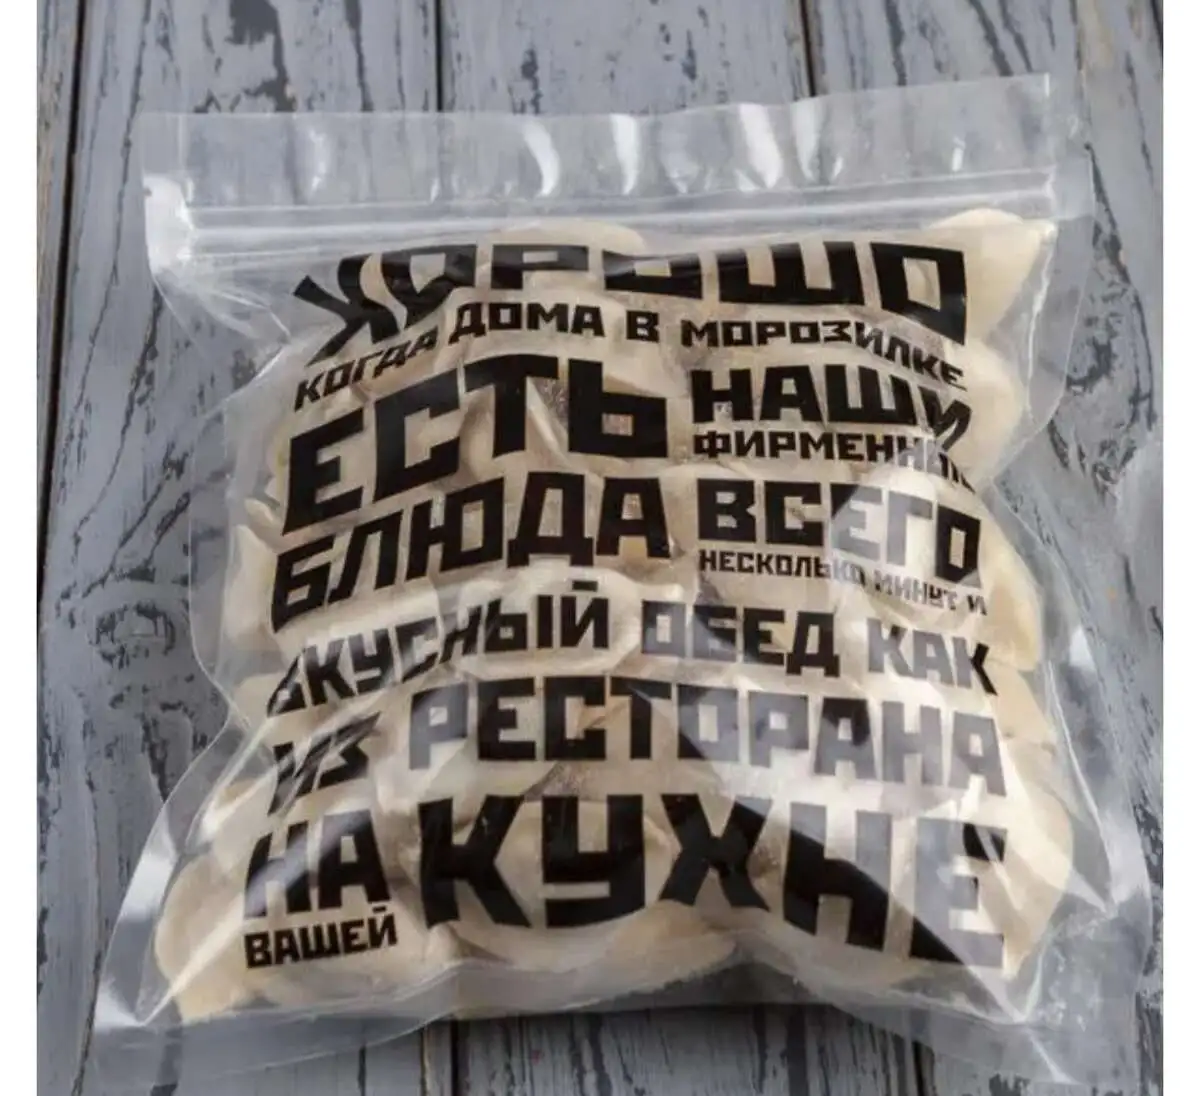 ХОРОШО
КОГДА ДОМА В МОРОЗИЛКЕ
ЕСТЬ НАШИ
ФИРМЕННЫЕ
БЛЮДА ВСЕГО
НЕСКОЛЬКО МИНУТ И
ВКУСНЫЙ ОБЕД КАК
ИЗ РЕСТОРАНА
НА КУХНЕ
ВАШЕЙ